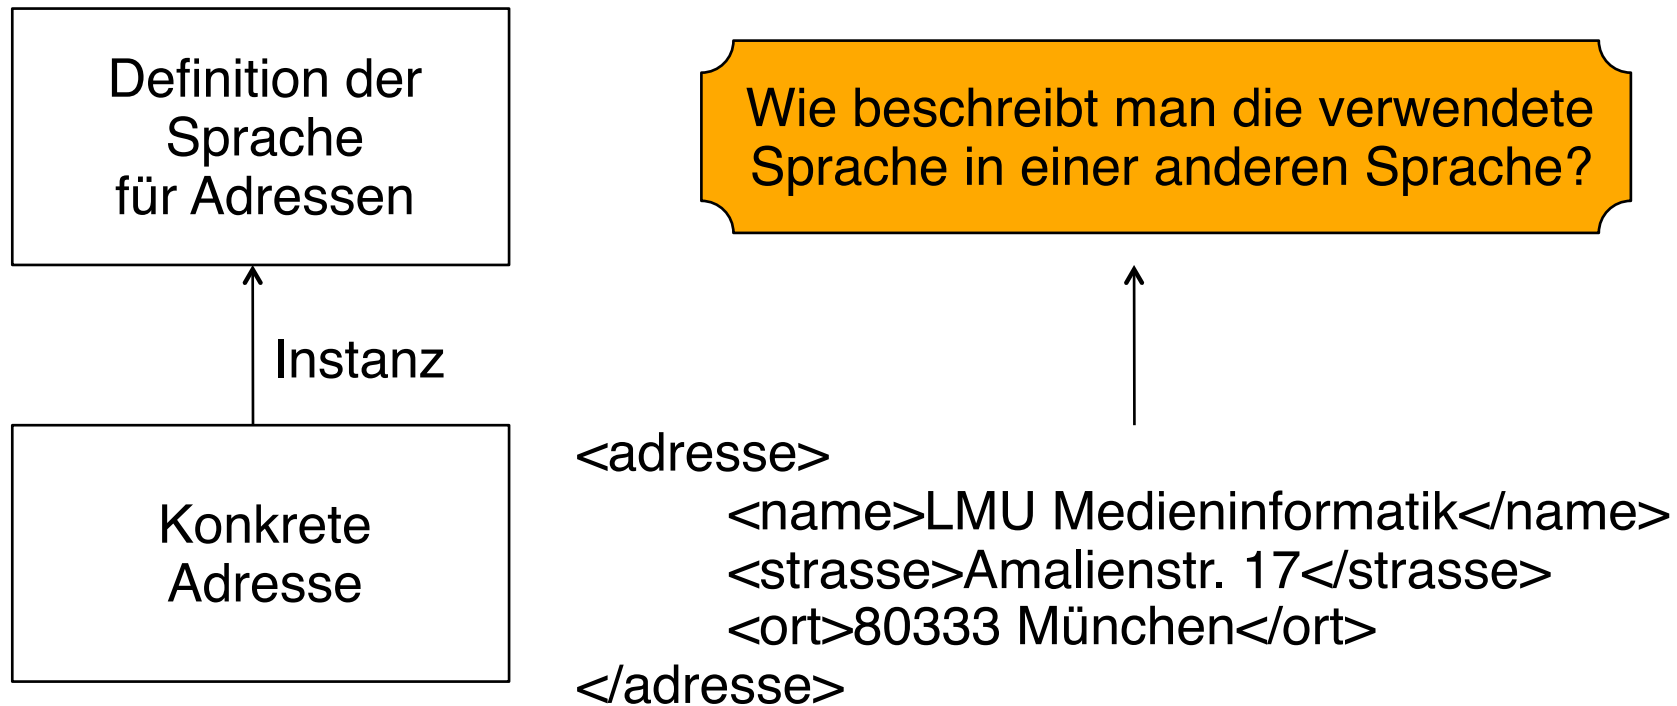 Definition der
Sprache
für Adressen
Wie beschreibt man die verwendete
Sprache in einer anderen Sprache?
Instanz
Konkrete
Adresse
<adresse>
<name>LMU Medieninformatik</name>
<strasse>Amalienstr. 17</strasse>
<ort>80333 München</ort>
</adresse>